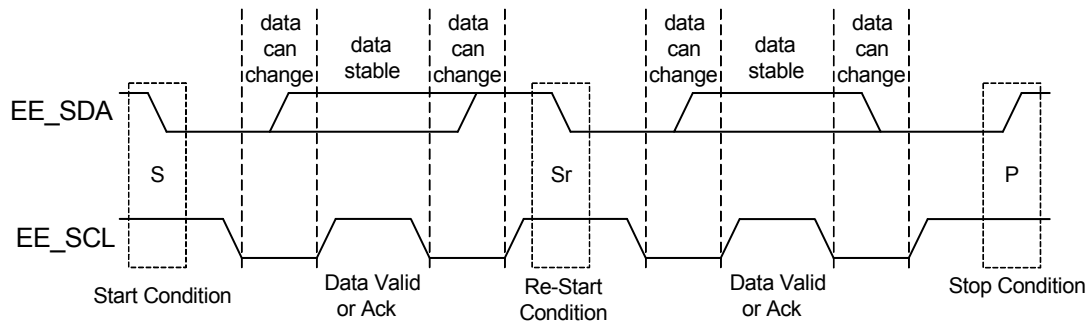 data
can
change
data
stable
data
can
change
data
can
change
data
stable
data
can
change
EE_SDA
S
Sr
P
EE_SCL
Start Condition
Data Valid
or Ack
Re-Start
Condition
Data Valid
or Ack
Stop Condition